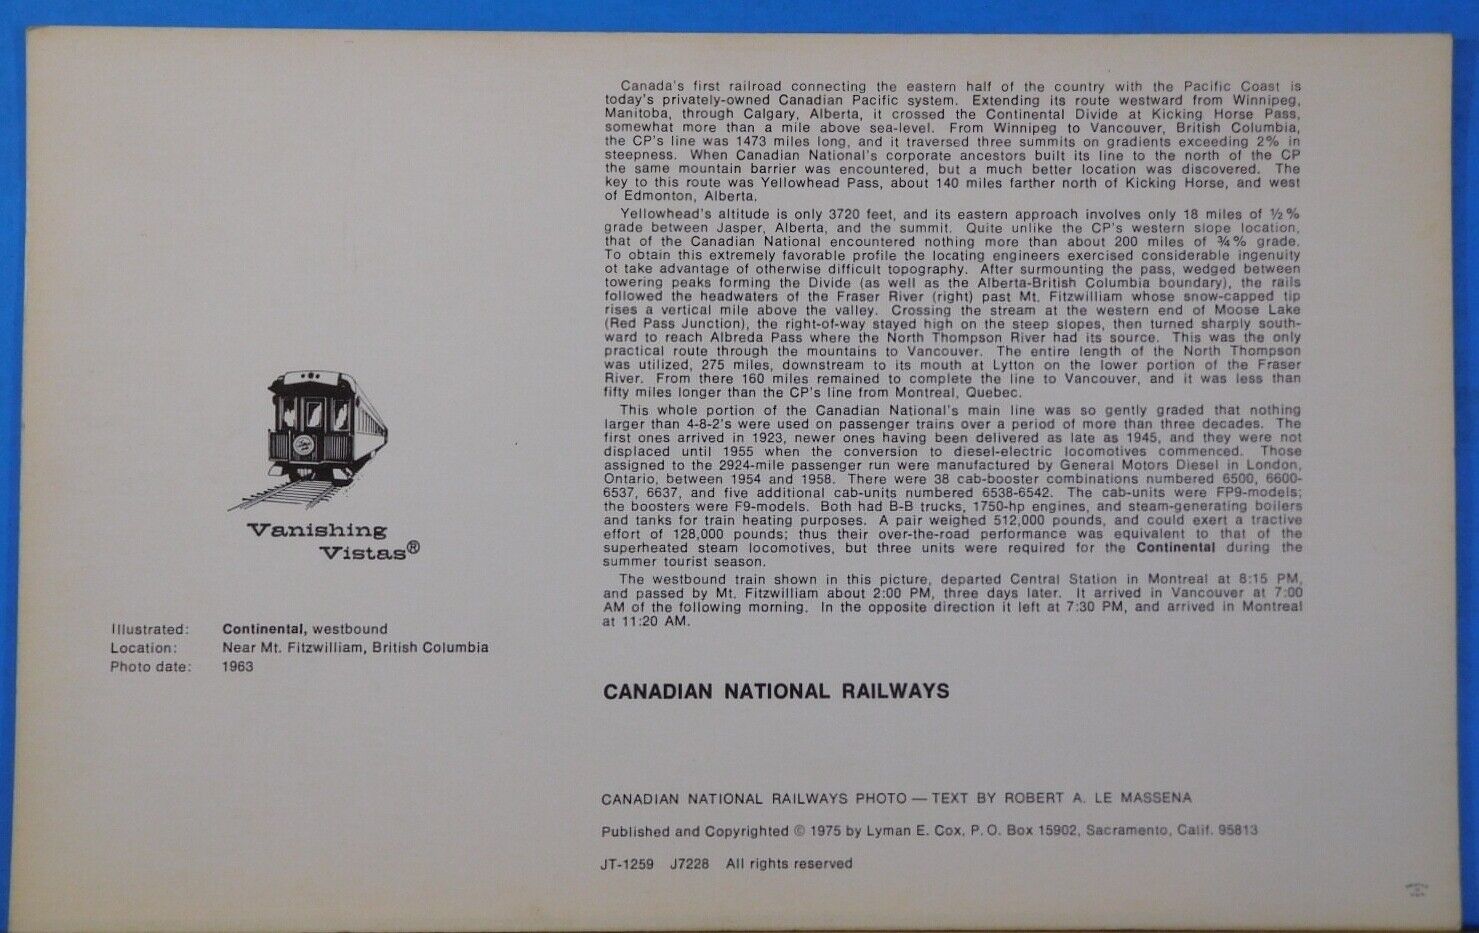 Canada's first railroad connecting the eastern half of the country with the Pacific Coast is
today's privately-owned Canadian Pacific system. Extending its route westward from Winnipeg,
Manitoba, through Calgary, Alberta, it crossed the Continental Divide at Kicking Horse Pass,
somewhat more than a mile above sea-level. From Winnipeg to Vancouver, British Columbia,
the CP's line was 1473 miles long, and it traversed three summits on gradients exceeding 2% in
steepness. When Canadian National's corporate ancestors built its line to the north of the CP
the same mountain barrier was encountered, but a much better location was discovered. The
key to this route was Yellowhead Pass, about 140 miles farther north of Kicking Horse, and west
of Edmonton, Alberta.
Yellowhead's altitude is only 3720 feet, and its eastern approach involves only 18 miles of ½%
grade between Jasper, Alberta, and the summit. Quite unlike the CP's western slope location,
that of the Canadian National encountered nothing more than about 200 miles of ¾% grade.
To obtain this extremely favorable profile the locating engineers exercised considerable ingenuity
ot take advantage of otherwise difficult topography. After surmounting the pass, wedged between
towering peaks forming the Divide (as well as the Alberta-British Columbia boundary), the rails
followed the headwaters of the Fraser River (right) past Mt. Fitzwilliam whose snow-capped tip
rises a vertical mile above the valley. Crossing the stream at the western end of Moose Lake
(Red Pass Junction), the right-of-way stayed high on the steep slopes, then turned sharply south-
ward to reach Albreda Pass where the North Thompson River had its source. This was the only
practical route through the mountains to Vancouver. The entire length of the North Thompson
was utilized, 275 miles, downstream to its mouth at Lytton on the lower portion of the Fraser
River. From there 160 miles remained to complete the line to Vancouver, and it was less than
fifty miles longer than the CP's line from Montreal, Quebec.
This whole portion of the Canadian National's main line was so gently graded that nothing
larger than 4-8-2's were used on passenger trains over a period of more than three decades. The
first ones arrived in 1923, newer ones having been delivered as late as 1945, and they were not
displaced until 1955 when the conversion to diesel-electric locomotives commenced. Those
assigned to the 2924-mile passenger run were manufactured by General Motors Diesel in London,
Ontario, between 1954 and 1958. There were 38 cab-booster combinations numbered 6500, 6600-
6537, 6637, and five additional cab-units numbered 6538-6542. The cab-units were FP9-models;
the boosters were F9-models. Both had B-B trucks, 1750-hp engines, and steam-generating boilers
and tanks for train heating purposes. A pair weighed 512,000 pounds, and could exert a tractive
effort of 128,000 pounds; thus their over-the-road performance was equivalent to that of the
superheated steam locomotives, but three units were required for the Continental during the
summer tourist season.
The westbound train shown in this picture, departed Central Station in Montreal at 8:15 PM,
and passed by Mt. Fitzwilliam about 2:00 PM, three days later. It arrived in Vancouver at 7:00
AM of the following morning. In the opposite direction it left at 7:30 PM, and arrived in Montreal
at 11:20 AM.
Vanishing
Vistas®
Illustrated: Continental, westbound
Location: Near Mt. Fitzwilliam, British Columbia
Photo date: 1963
CANADIAN NATIONAL RAILWAYS
CANADIAN NATIONAL RAILWAYS PHOTO — TEXT BY ROBERT A. LE MASSENA
Published and Copyrighted © 1975 by Lyman E. Cox, P. O. Box 15902, Sacramento, Calif. 95813
JT-1259 J7228 All rights reserved